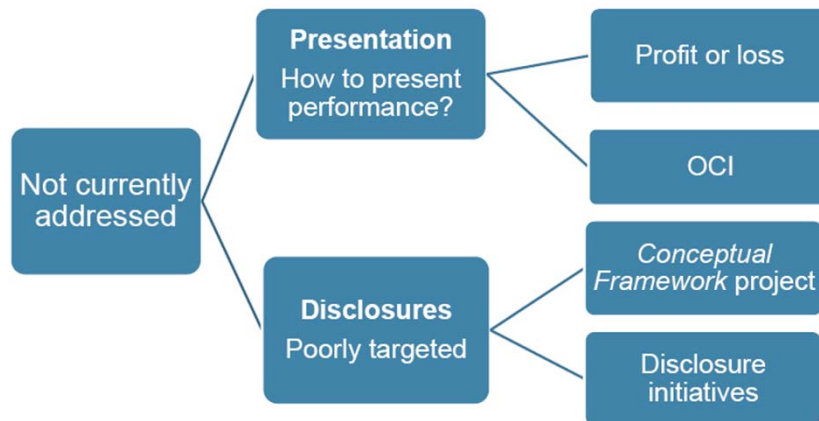 Not currently
addressed
Presentation
How to present
performance?
Profit or loss
OCI
Disclosures
Poorly targeted
Conceptual
Framework project
Disclosure
initiatives